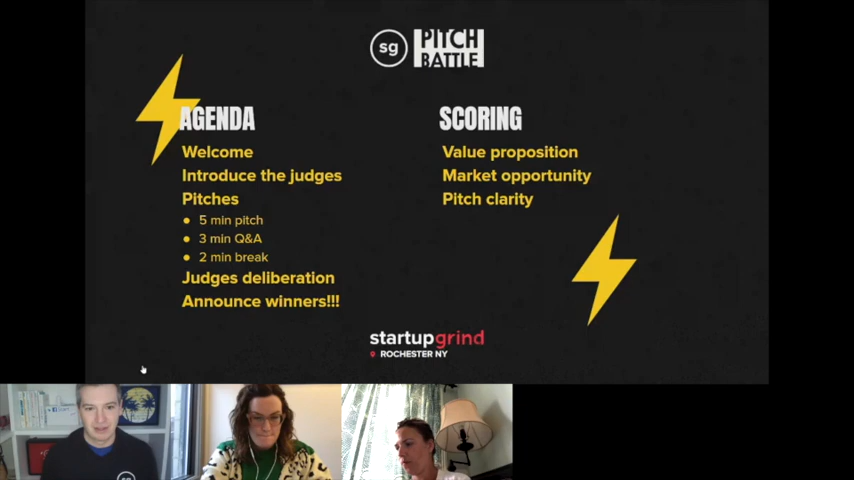 sg PITCH
BATTLE
AGENDA
Welcome
Introduce the judges
Pitches
5 min pitch
3 min Q&A
2 min break
Judges deliberation
Announce winners!!!
SCORING
Value proposition
Market opportunity
Pitch clarity
startupgrind
ROCHESTER NY
sg